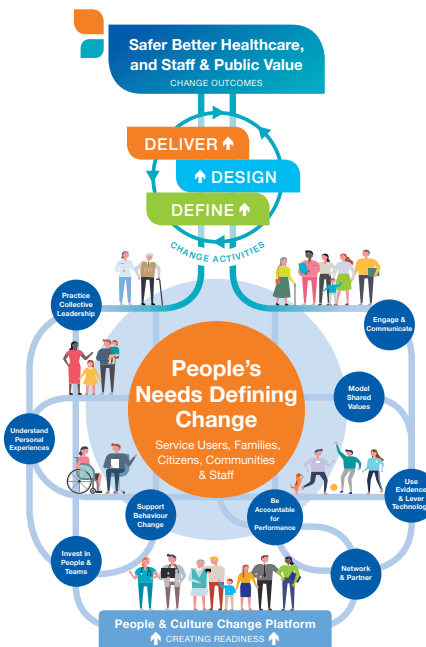 Safer Better Healthcare,
and Staff & Public Value
CHANGE OUTCOMES
DELIVER
DESIGN
DEFINE
CHANGE ACTIVITIES
Practice
Collective
Leadership
Engage &
Communicate
People's
Needs Defining
Change
Service Users, Families,
Citizens, Communities
& Staff
Model
Shared
Values
Understand
Personal
Experiences
Support
Behaviour
Change
Be
Accountable
for
Performance
Use
Evidence
& Lever
Technology
Invest in
People &
Teams
Network
& Partner
People & Culture Change Platform
CREATING READINESS